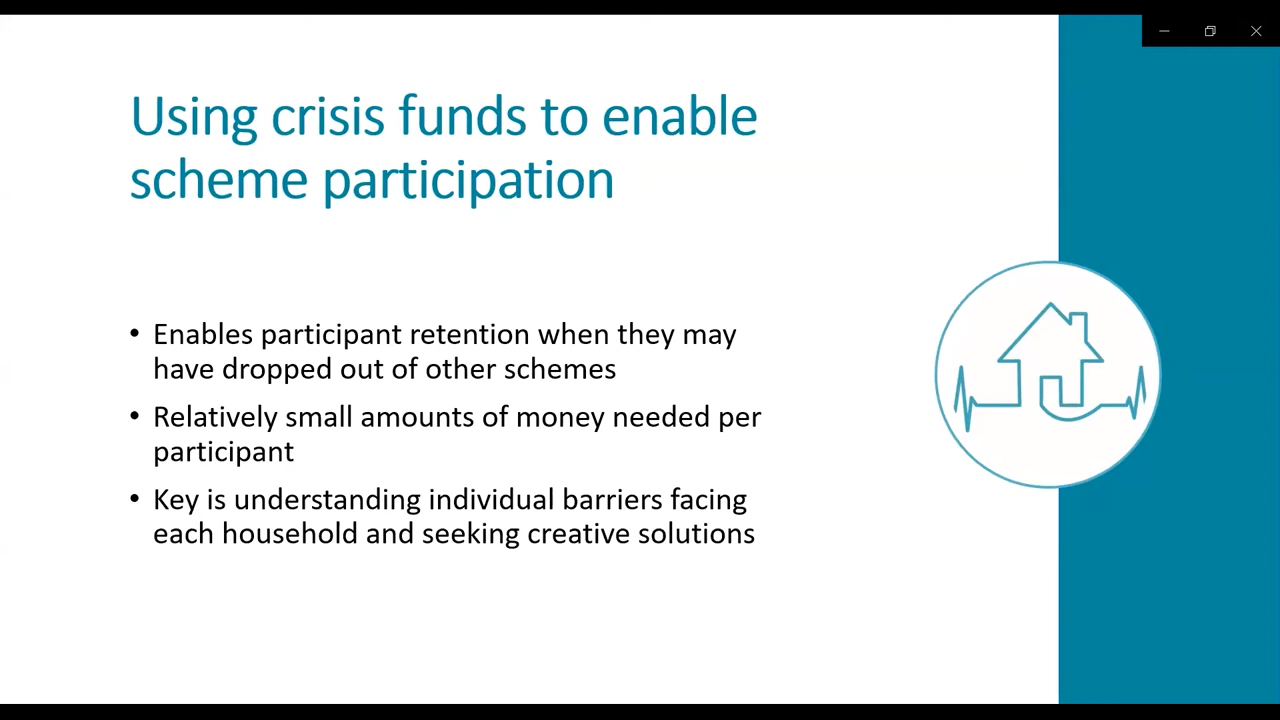 Using crisis funds to enable
scheme participation
• Enables participant retention when they may
have dropped out of other schemes
• Relatively small amounts of money needed per
participant
• Key is understanding individual barriers facing
each household and seeking creative solutions